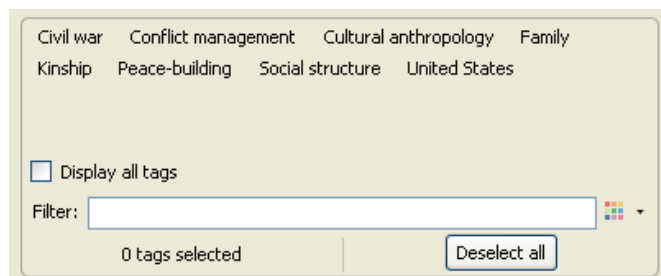 Civil war Conflict management Cultural anthropology Family
Kinship Peace-building Social structure United States
Display all tags
Filter:
0 tags selected Deselect all